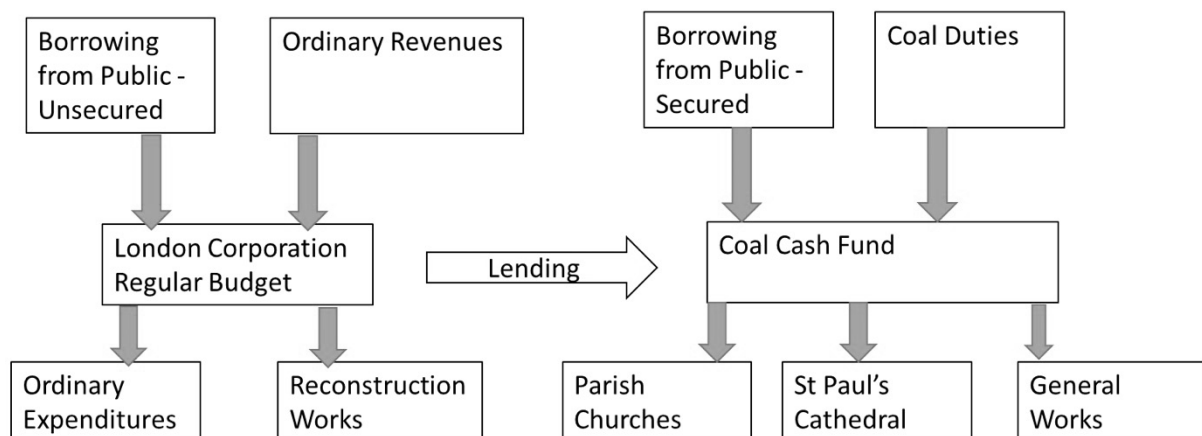 Borrowing
from Public -
Unsecured
Ordinary Revenues
Borrowing
from Public -
Secured
Coal Duties
London Corporation
Regular Budget
Lending
Coal Cash Fund
Ordinary
Expenditures
Reconstruction
Works
Parish
Churches
St Paul’s
Cathedral
General
Works